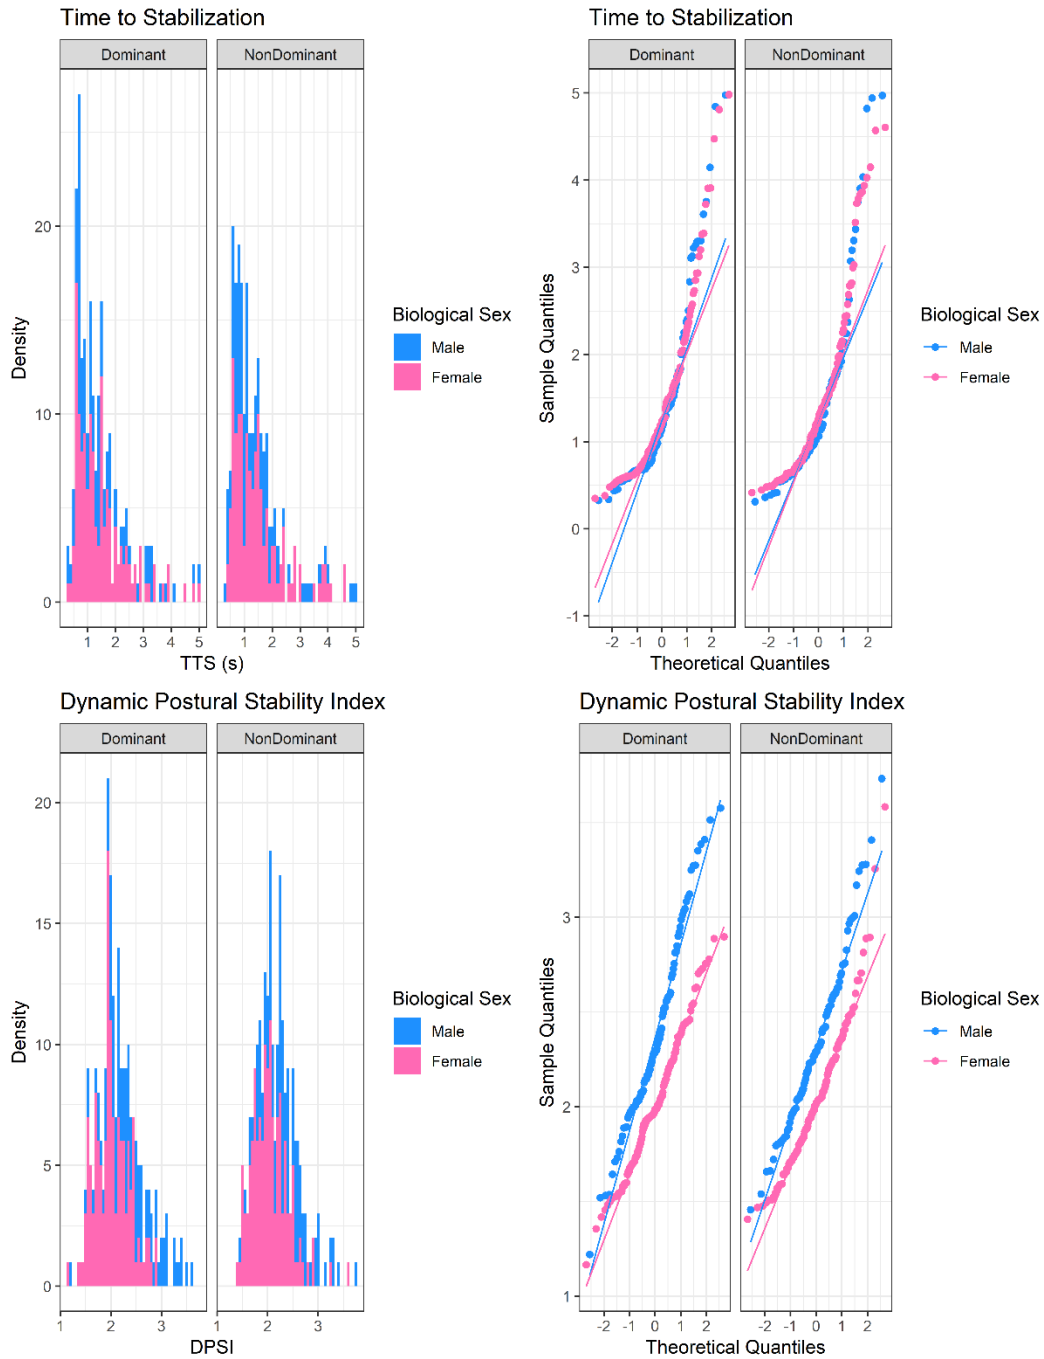 Time to Stabilization
Dominant NonDominant
Density
20
10
0
1 2 3 4 5 1 2 3 4 5
TTS (s)
Biological Sex
Male
Female
Time to Stabilization
Dominant NonDominant
Sample Quantiles
5
4
3
2
1
0
-1
-2 -1 0 1 2 -2 -1 0 1 2
Theoretical Quantiles
Biological Sex
Male
Female
Dynamic Postural Stability Index
Dominant NonDominant
Density
20
15
10
5
0
1 2 3 1 2 3
DPSI
Biological Sex
Male
Female
Dynamic Postural Stability Index
Dominant NonDominant
Sample Quantiles
3
2
1
-2 -1 0 1 2 -2 -1 0 1 2
Theoretical Quantiles
Biological Sex
Male
Female